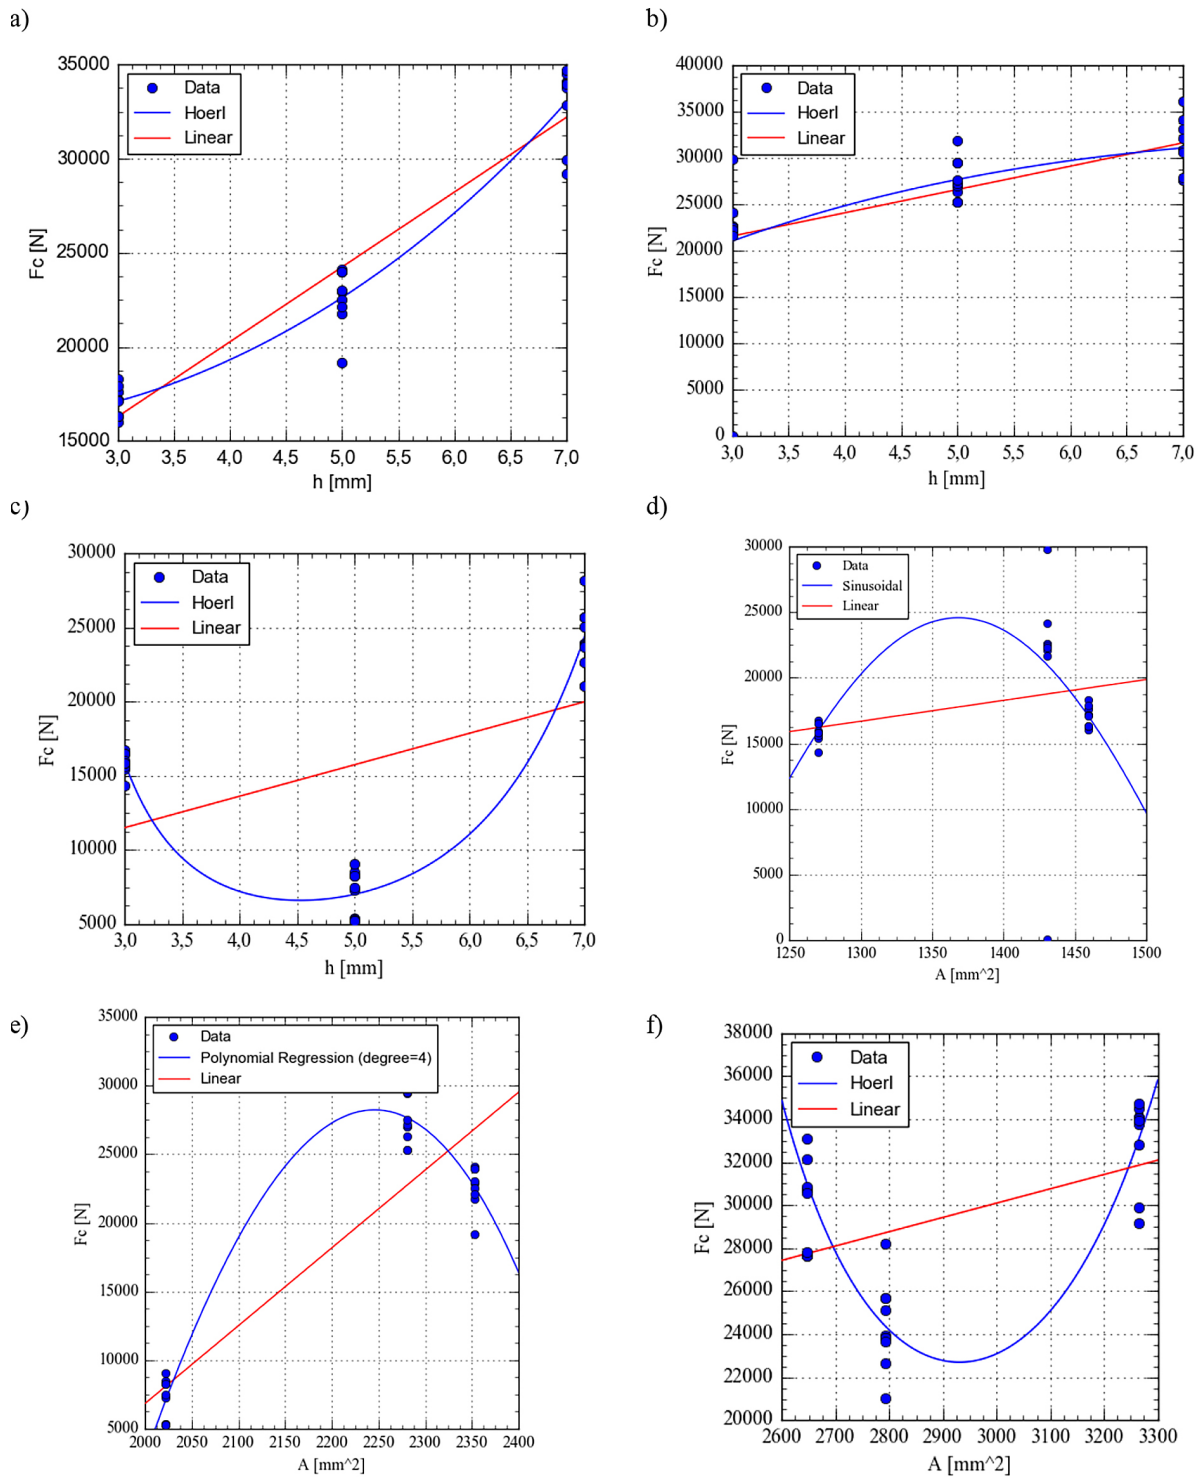 a)
35000
30000
25000
20000
15000
Fc [N]
Data
Hoerl
Linear
3,0 3,5 4,0 4,5 5,0 5,5 6,0 6,5 7,0
h [mm]
b)
40000
35000
30000
25000
20000
15000
10000
5000
0
Fc [N]
Data
Hoerl
Linear
3,0 3,5 4,0 4,5 5,0 5,5 6,0 6,5 7,0
h [mm]
c)
30000
25000
20000
15000
10000
5000
Fc [N]
Data
Hoerl
Linear
3,0 3,5 4,0 4,5 5,0 5,5 6,0 6,5 7,0
h [mm]
d)
30000
25000
20000
15000
10000
5000
0
Fc [N]
Data
Sinusoidal
Linear
1250 1300 1350 1400 1450 1500
A [mm^2]
e)
35000
30000
25000
20000
15000
10000
5000
Fc [N]
Data
Polynomial Regression (degree=4)
Linear
2000 2050 2100 2150 2200 2250 2300 2350 2400
A [mm^2]
f)
38000
36000
34000
32000
30000
28000
26000
24000
22000
20000
Fc [N]
Data
Hoerl
Linear
2600 2700 2800 2900 3000 3100 3200 3300
A [mm^2]